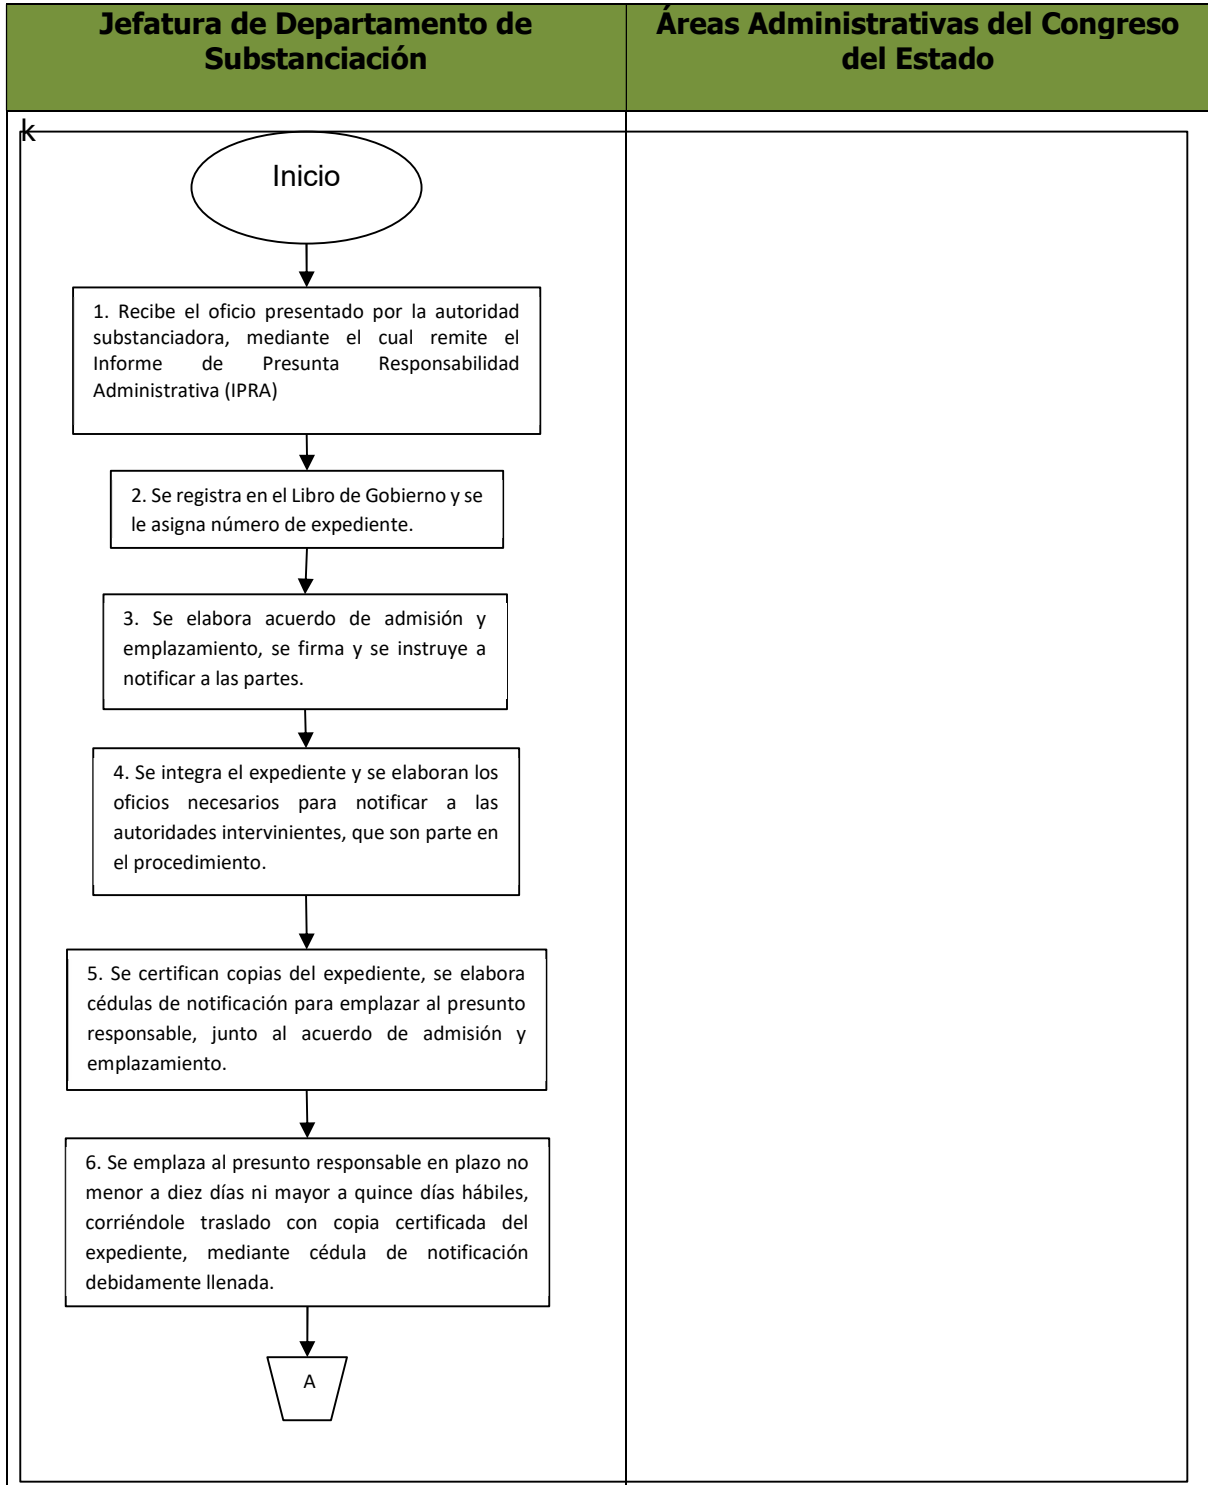 Jefatura de Departamento de
Substanciación
Áreas Administrativas del Congreso
del Estado
k
Inicio
1. Recibe el oficio presentado por la autoridad
substanciadora, mediante el cual remite el
Informe de Presunta Responsabilidad
Administrativa (IPRA)
2. Se registra en el Libro de Gobierno y se
le asigna número de expediente.
3. Se elabora acuerdo de admisión y
emplazamiento, se firma y se instruye a
notificar a las partes.
4. Se integra el expediente y se elaboran los
oficios necesarios para notificar a las
autoridades intervinientes, que son parte en
el procedimiento.
5. Se certifican copias del expediente, se elabora
cédulas de notificación para emplazar al presunto
responsable, junto al acuerdo de admisión y
emplazamiento.
6. Se emplaza al presunto responsable en plazo no
menor a diez días ni mayor a quince días hábiles,
corriéndole traslado con copia certificada del
expediente, mediante cédula de notificación
debidamente llenada.
A